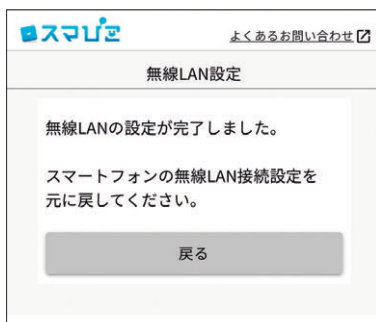 スマぴこ
よくあるお問い合わせ
無線LAN設定
無線LANの設定が完了しました。
スマートフォンの無線LAN接続設定を
元に戻してください。
戻る